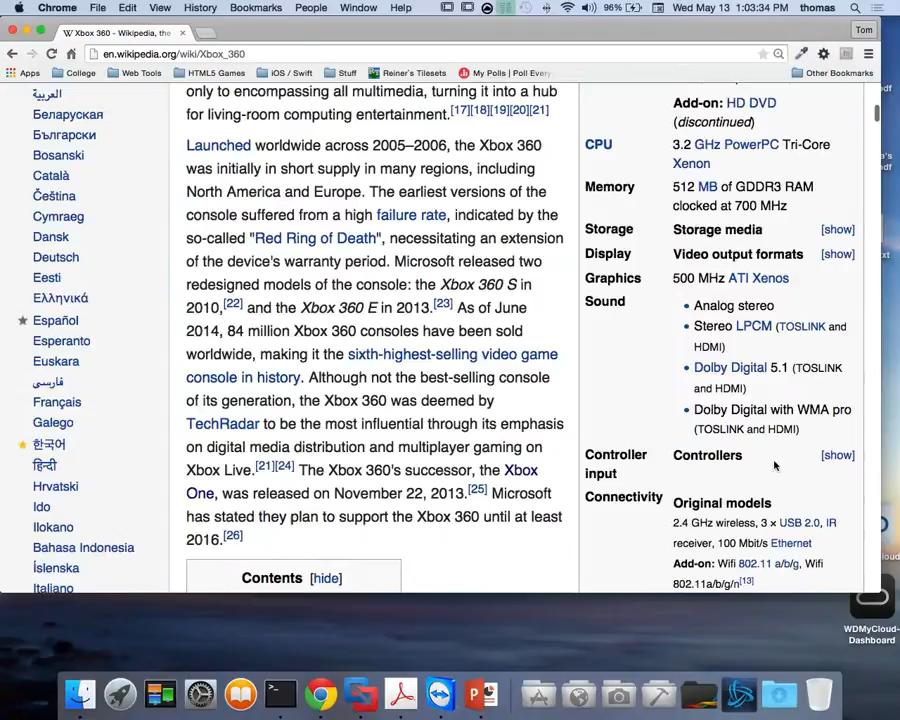 Chrome File Edit View History Bookmarks People Window Help 96% Wed May 13 1:03:34 PM thomas
W Xbox 360 - Wikipedia, the
Tom
en.wikipedia.org/wiki/Xbox_360
Apps College Web Tools HTML5 Games iOS / Swift Stuff Reiner's Tilesets My Polls | Poll Every Other Bookmarks
العربية
Беларуская
Български
Bosanski
Català
Čeština
Cymraeg
Dansk
Deutsch
Eesti
Ελληνικά
Español
Esperanto
Euskara
فارسی
Français
Galego
한국어
हिन्दी
Hrvatski
Ido
Ilokano
Bahasa Indonesia
Íslenska
Italiano
only to encompassing all multimedia, turning it into a hub
for living-room computing entertainment.[17][18][19][20][21]
Launched worldwide across 2005–2006, the Xbox 360
was initially in short supply in many regions, including
North America and Europe. The earliest versions of the
console suffered from a high failure rate, indicated by the
so-called "Red Ring of Death", necessitating an extension
of the device's warranty period. Microsoft released two
redesigned models of the console: the Xbox 360 S in
2010,[22] and the Xbox 360 E in 2013.[23] As of June
2014, 84 million Xbox 360 consoles have been sold
worldwide, making it the sixth-highest-selling video game
console in history. Although not the best-selling console
of its generation, the Xbox 360 was deemed by
TechRadar to be the most influential through its emphasis
on digital media distribution and multiplayer gaming on
Xbox Live.[21][24] The Xbox 360's successor, the Xbox
One, was released on November 22, 2013.[25] Microsoft
has stated they plan to support the Xbox 360 until at least
2016.[26]
Contents [hide]
Add-on: HD DVD
(discontinued)
CPU 3.2 GHz PowerPC Tri-Core
Xenon
Memory 512 MB of GDDR3 RAM
clocked at 700 MHz
Storage Storage media [show]
Display Video output formats [show]
Graphics 500 MHz ATI Xenos
Sound
• Analog stereo
• Stereo LPCM (TOSLINK and
HDMI)
• Dolby Digital 5.1 (TOSLINK
and HDMI)
• Dolby Digital with WMA pro
(TOSLINK and HDMI)
Controller input Controllers [show]
Connectivity Original models
2.4 GHz wireless, 3 × USB 2.0, IR
receiver, 100 Mbit/s Ethernet
Add-on: Wifi 802.11 a/b/g, Wifi
802.11a/b/g/n[13]
WDMyCloud-
Dashboard